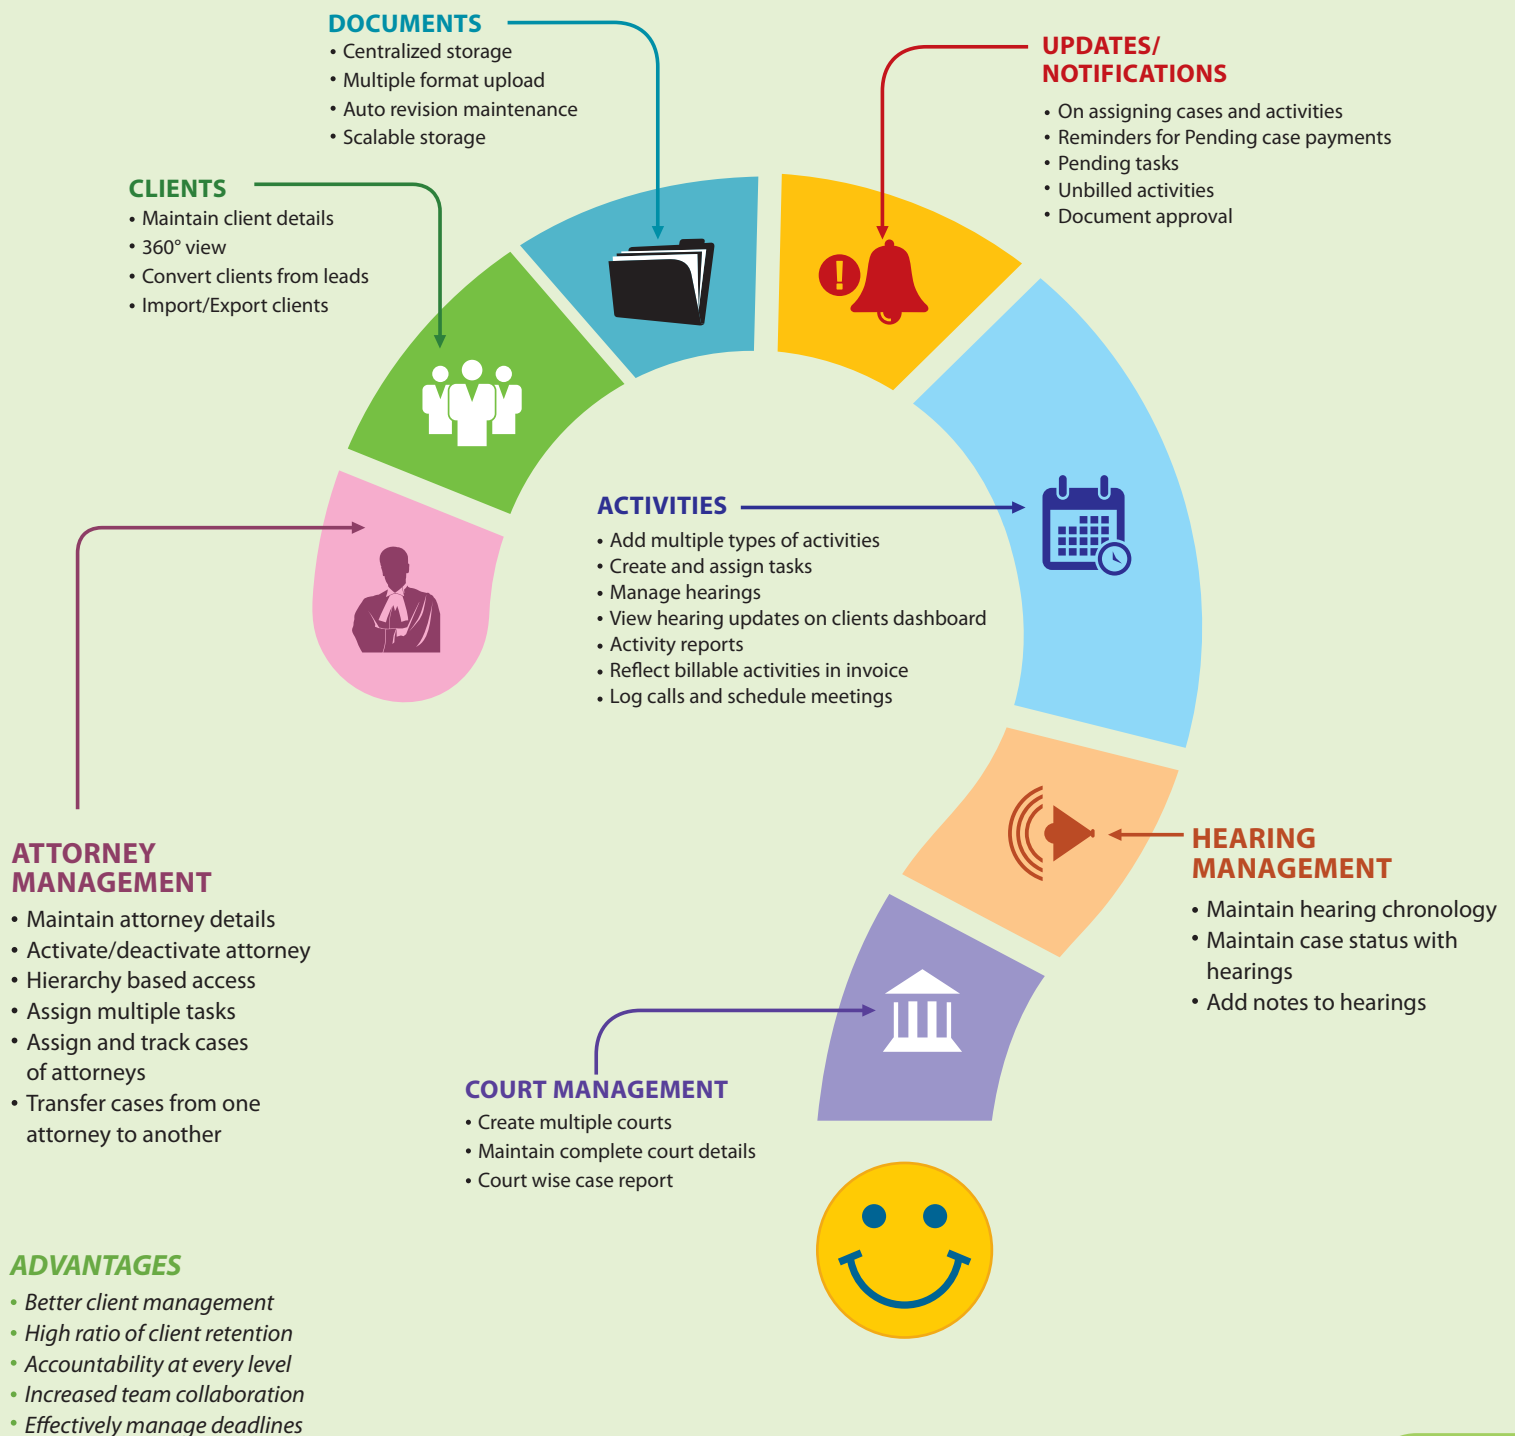 DOCUMENTS
• Centralized storage
• Multiple format upload
• Auto revision maintenance
• Scalable storage
UPDATES/
NOTIFICATIONS
• On assigning cases and activities
• Reminders for Pending case payments
• Pending tasks
• Unbilled activities
• Document approval
CLIENTS
• Maintain client details
• 360° view
• Convert clients from leads
• Import/Export clients
!
ACTIVITIES
• Add multiple types of activities
• Create and assign tasks
• Manage hearings
• View hearing updates on clients dashboard
• Activity reports
• Reflect billable activities in invoice
• Log calls and schedule meetings
ATTORNEY
MANAGEMENT
• Maintain attorney details
• Activate/deactivate attorney
• Hierarchy based access
• Assign multiple tasks
• Assign and track cases
of attorneys
• Transfer cases from one
attorney to another
HEARING
MANAGEMENT
• Maintain hearing chronology
• Maintain case status with
hearings
• Add notes to hearings
COURT MANAGEMENT
• Create multiple courts
• Maintain complete court details
• Court wise case report
ADVANTAGES
• Better client management
• High ratio of client retention
• Accountability at every level
• Increased team collaboration
• Effectively manage deadlines